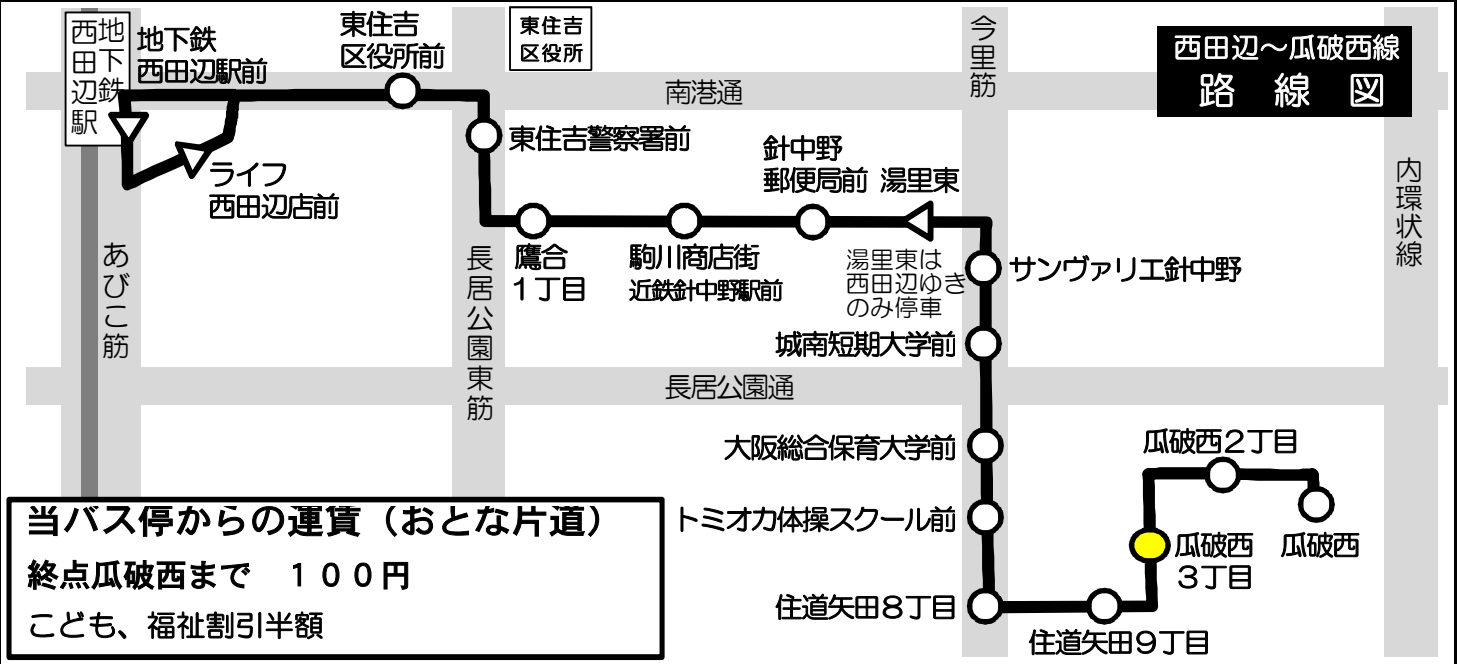 地下鉄
西田辺駅
地下鉄
西田辺駅前
東住吉
区役所前
東住吉
区役所
今里筋
西田辺～瓜破西線
路線図
南港通
東住吉警察署前
針中野
郵便局前
湯里東
ライフ
西田辺店前
内環状線
あびこ筋
長居公園東筋
鷹合
1丁目
駒川商店街
近鉄針中野駅前
湯里東は
西田辺ゆき
のみ停車
サンヴァリエ針中野
城南短期大学前
長居公園通
大阪総合保育大学前
瓜破西2丁目
トミオカ体操スクール前
瓜破西
3丁目
瓜破西
住道矢田8丁目
住道矢田9丁目
当バス停からの運賃（おとな片道）
終点瓜破西まで　１００円
こども、福祉割引半額